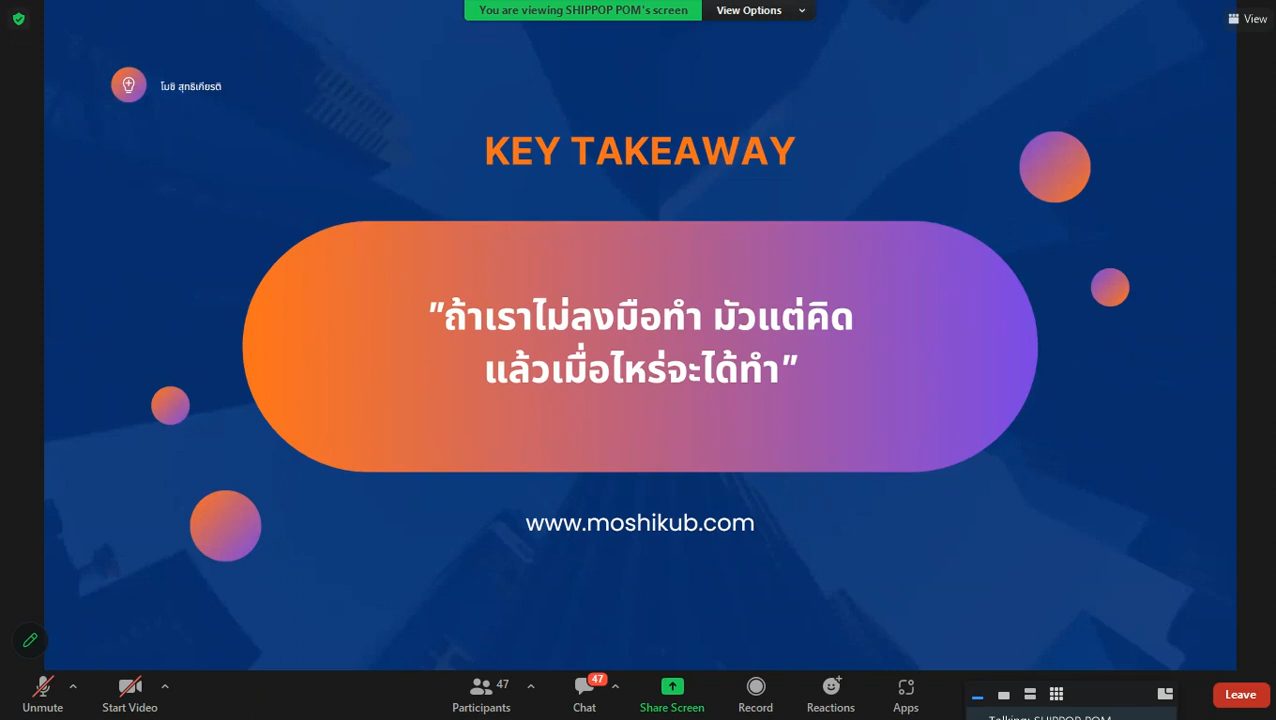 You are viewing SHIPPOP POM's screen
View Options
View
โมชิ สุทธิเกียรติ
KEY TAKEAWAY
"ถ้าเราไม่ลงมือทำ มัวแต่คิด
แล้วเมื่อไหร่จะได้ทำ"
www.moshikub.com
Unmute
Start Video
47
Participants
47
Chat
Share Screen
Record
Reactions
Apps
Talking: SHIPPOP POM
Leave